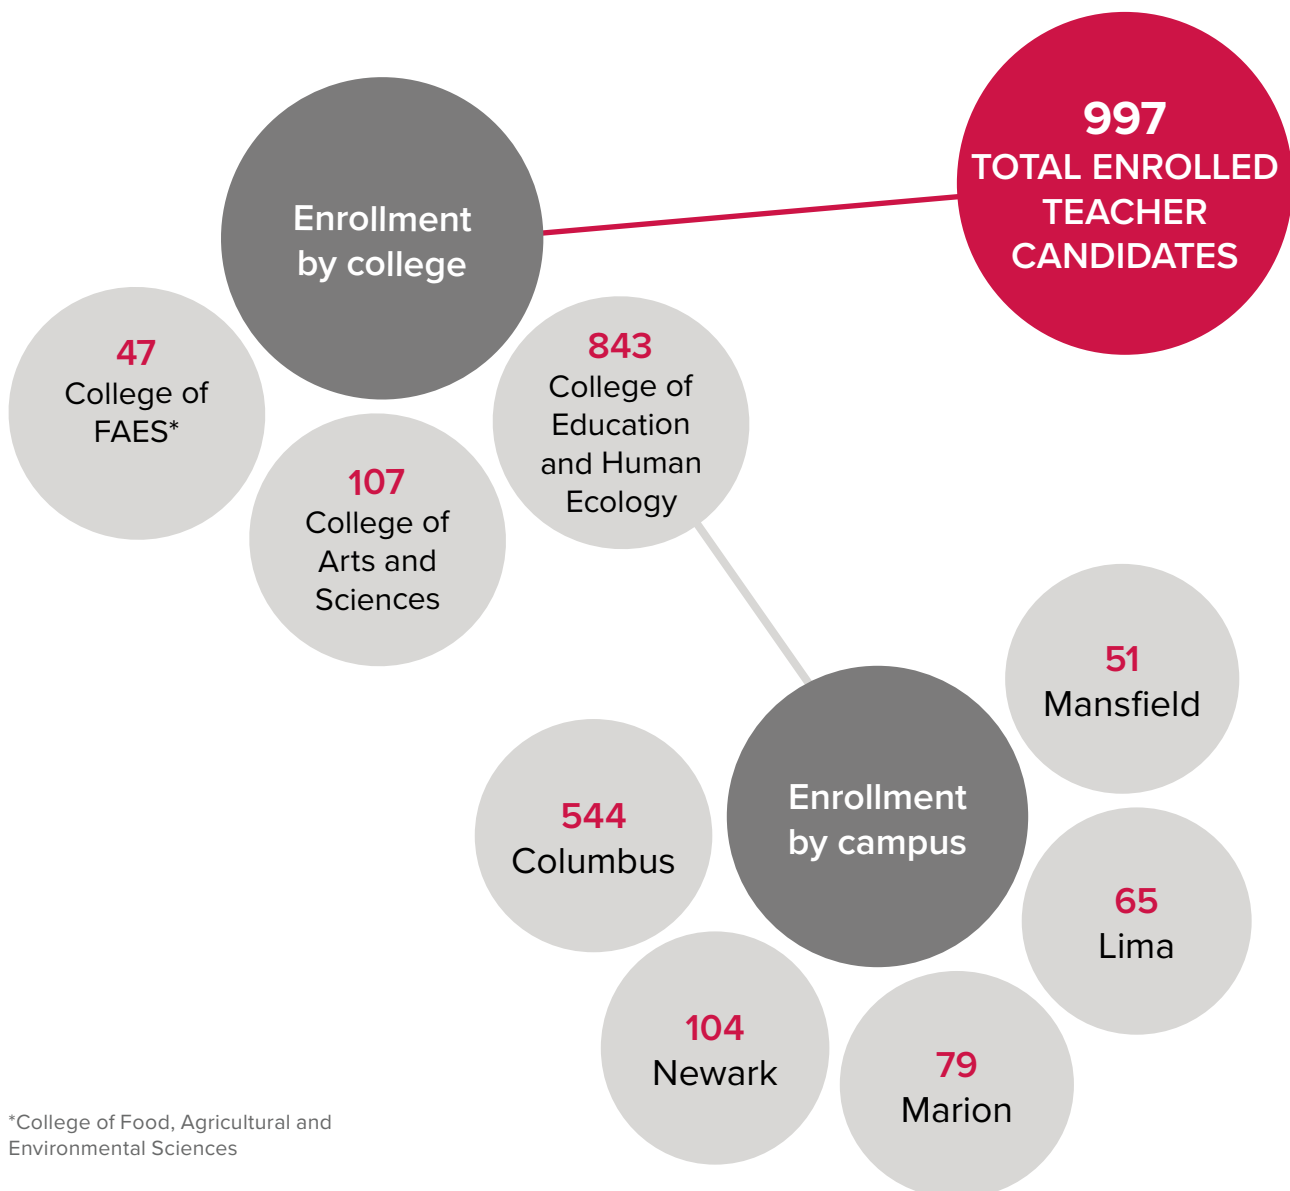 997
TOTAL ENROLLED
TEACHER
CANDIDATES
Enrollment
by college
47
College of
FAES*
107
College of
Arts and
Sciences
843
College of
Education
and Human
Ecology
Enrollment
by campus
51
Mansfield
65
Lima
79
Marion
104
Newark
544
Columbus
*College of Food, Agricultural and
Environmental Sciences